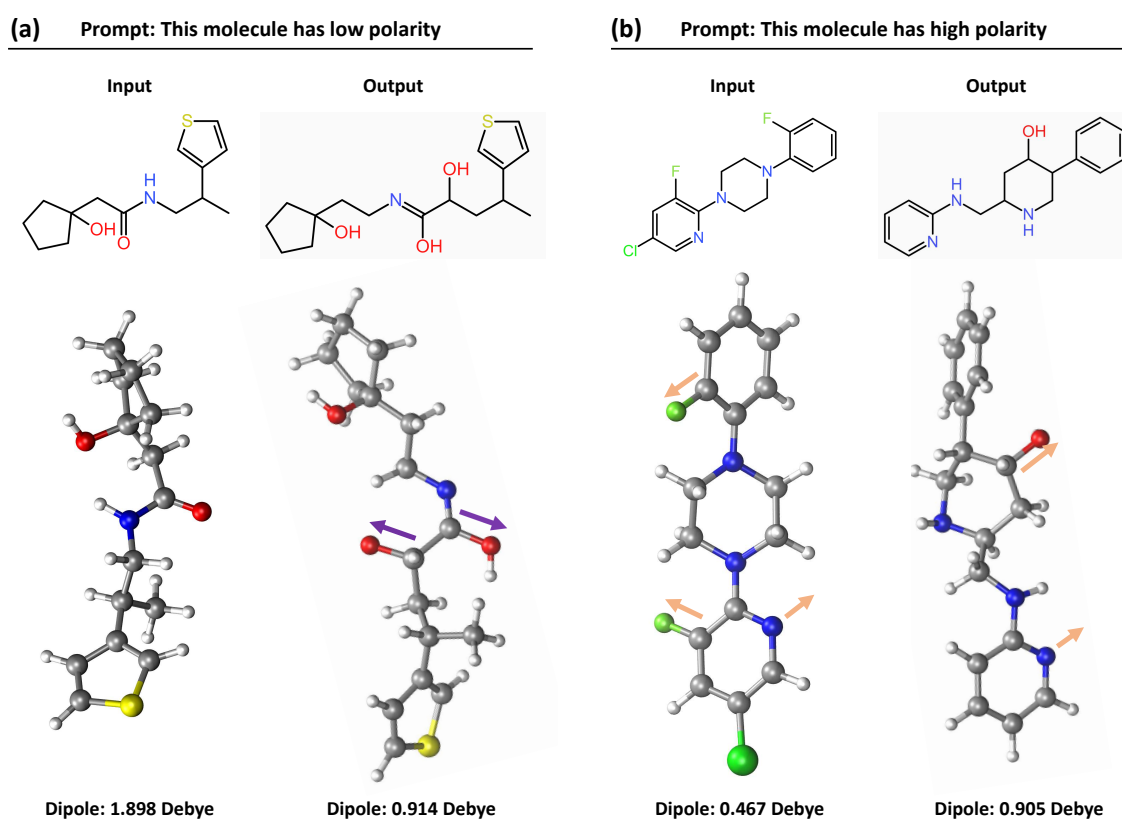 (a) Prompt: This molecule has low polarity
Input Output
S
H
N
OH
O
S
OH
N
OH
OH
Dipole: 1.898 Debye Dipole: 0.914 Debye
(b) Prompt: This molecule has high polarity
Input Output
F
N
F
N
N
Cl
OH
H
N
N
H
N
Dipole: 0.467 Debye Dipole: 0.905 Debye